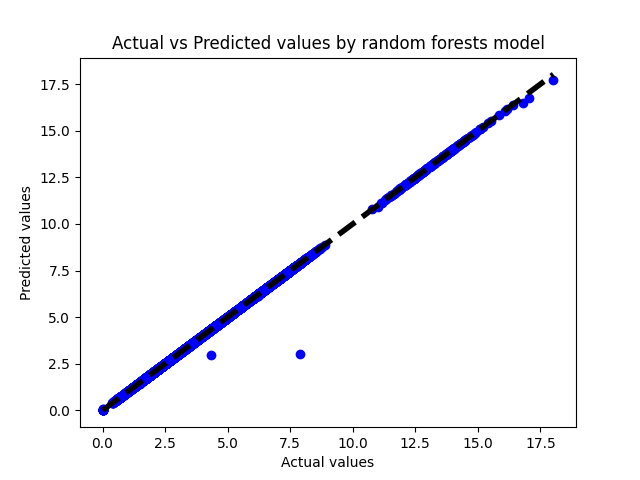 Actual vs Predicted values by random forests model
17.5
15.0
12.5
10.0
7.5
5.0
2.5
0.0
Predicted values
0.0 2.5 5.0 7.5 10.0 12.5 15.0 17.5
Actual values